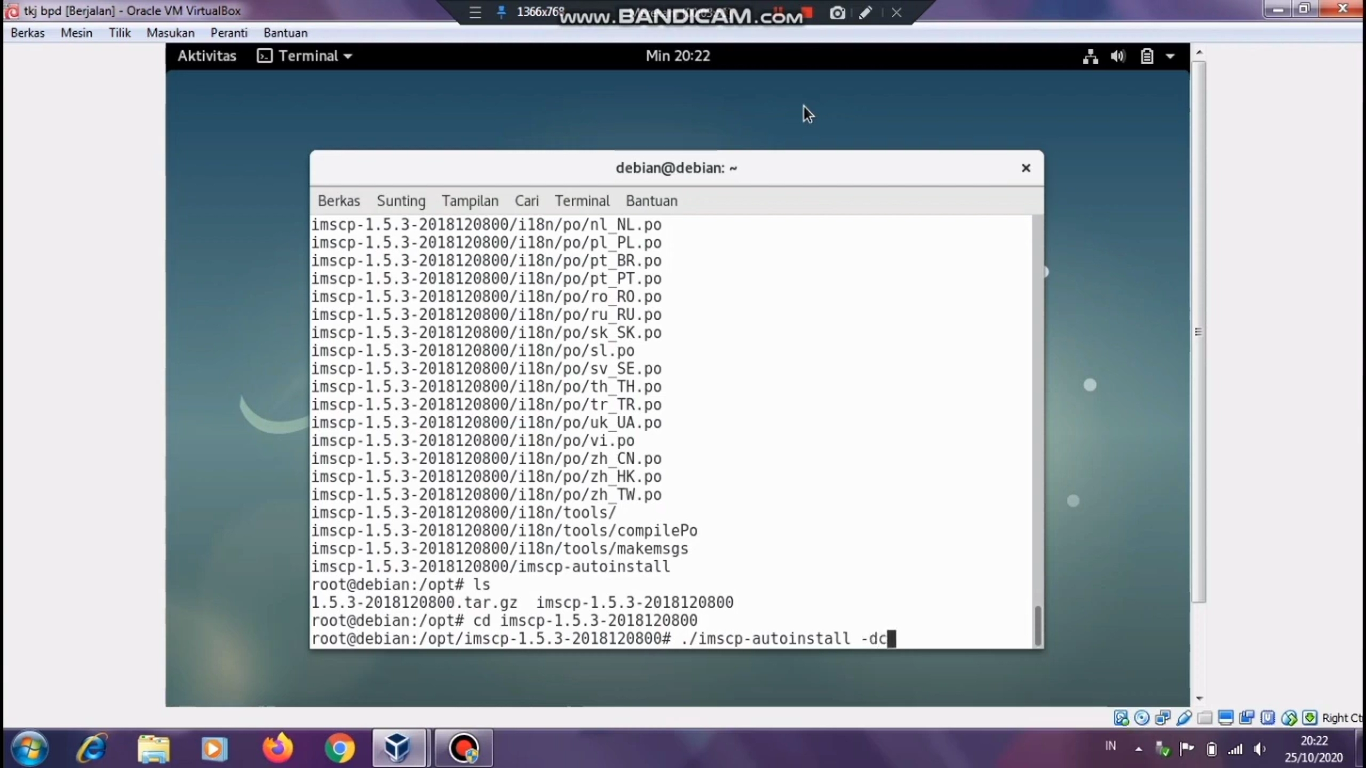 tkj bpd [Berjalan] - Oracle VM VirtualBox
1366x768
www.BANDICAM.com
Berkas Mesin Tilik Masukan Peranti Bantuan
Aktivitas Terminal Min 20:22
debian@debian: ~
Berkas Sunting Tampilan Cari Terminal Bantuan
imscp-1.5.3-2018120800/i18n/po/nl_NL.po
imscp-1.5.3-2018120800/i18n/po/pl_PL.po
imscp-1.5.3-2018120800/i18n/po/pt_BR.po
imscp-1.5.3-2018120800/i18n/po/pt_PT.po
imscp-1.5.3-2018120800/i18n/po/ro_RO.po
imscp-1.5.3-2018120800/i18n/po/ru_RU.po
imscp-1.5.3-2018120800/i18n/po/sk_SK.po
imscp-1.5.3-2018120800/i18n/po/sl.po
imscp-1.5.3-2018120800/i18n/po/sv_SE.po
imscp-1.5.3-2018120800/i18n/po/th_TH.po
imscp-1.5.3-2018120800/i18n/po/tr_TR.po
imscp-1.5.3-2018120800/i18n/po/uk_UA.po
imscp-1.5.3-2018120800/i18n/po/vi.po
imscp-1.5.3-2018120800/i18n/po/zh_CN.po
imscp-1.5.3-2018120800/i18n/po/zh_HK.po
imscp-1.5.3-2018120800/i18n/po/zh_TW.po
imscp-1.5.3-2018120800/i18n/tools/
imscp-1.5.3-2018120800/i18n/tools/compilePo
imscp-1.5.3-2018120800/i18n/tools/makemsgs
imscp-1.5.3-2018120800/imscp-autoinstall
root@debian:/opt# ls
1.5.3-2018120800.tar.gz imscp-1.5.3-2018120800
root@debian:/opt# cd imscp-1.5.3-2018120800
root@debian:/opt/imscp-1.5.3-2018120800# ./imscp-autoinstall -dc
Right Ct
IN
20:22
25/10/2020